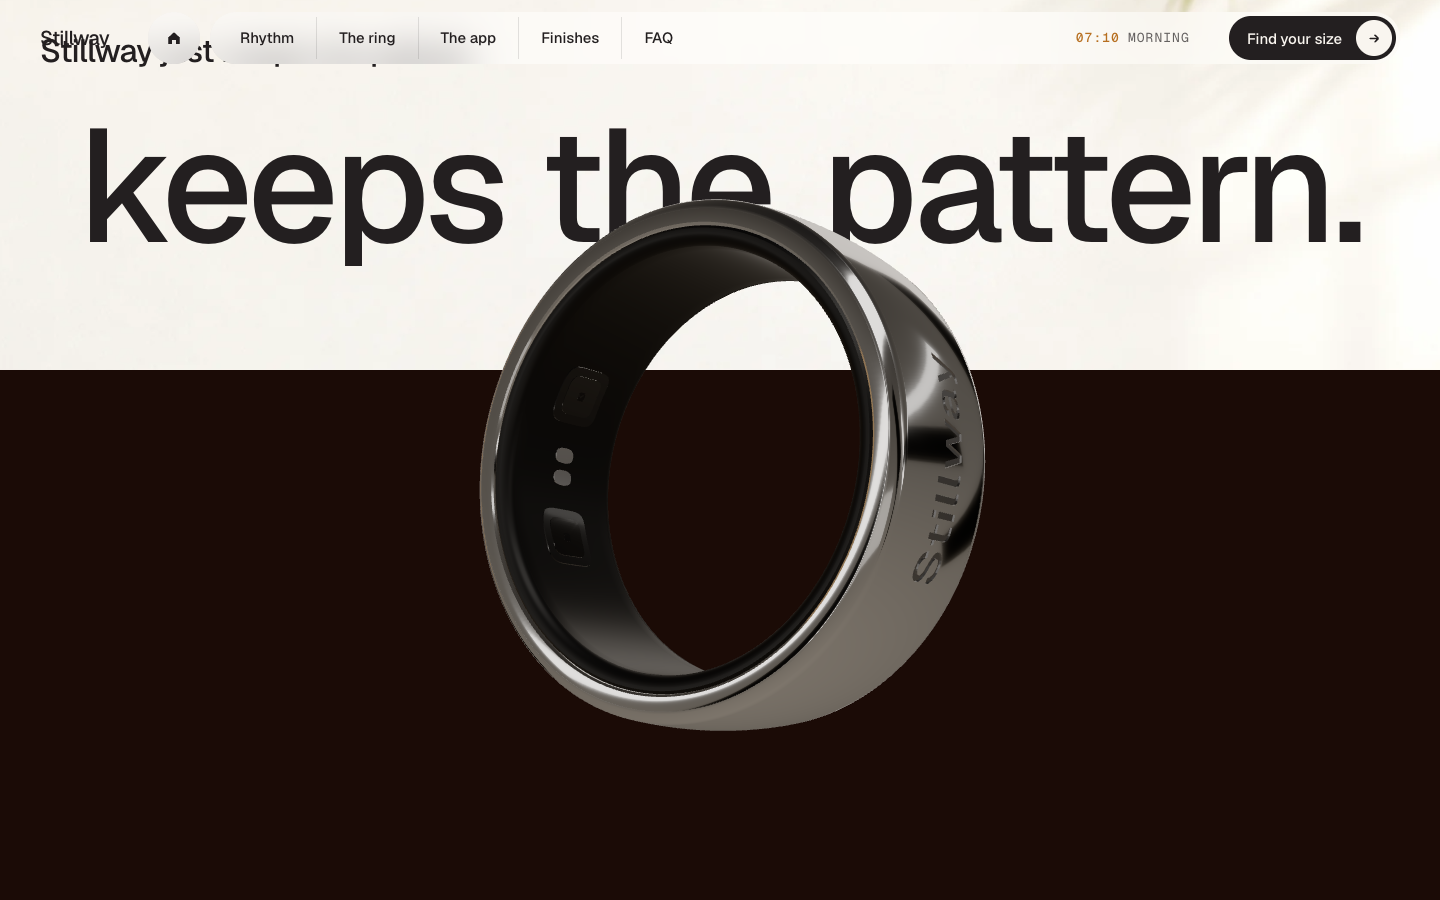 Stillway
Rhythm
The ring
The app
Finishes
FAQ
07:10 MORNING
Find your size
Stillway
keeps the pattern.
Stillway